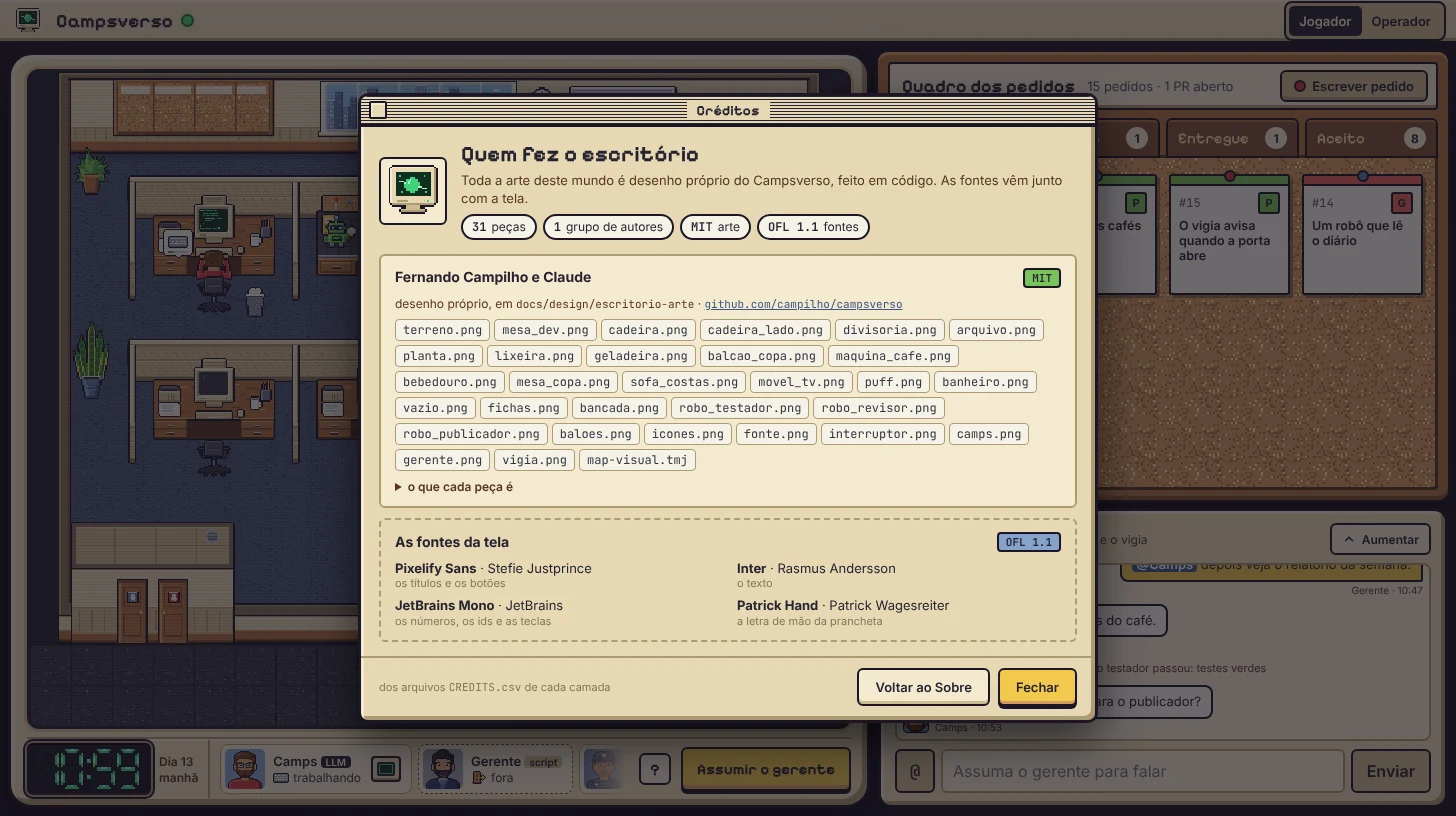 Campsverso
Jogador
Operador
Quadro dos pedidos
15 pedidos · 1 PR aberto
Escrever pedido
1
Entregue
1
Aceito
8
P
#15
P
#14
G
s cafés
O vigia avisa
quando a porta
abre
Um robô que lê
o diário
Créditos
Quem fez o escritório
Toda a arte deste mundo é desenho próprio do Campsverso, feito em código. As fontes vêm junto
com a tela.
31 peças
1 grupo de autores
MIT arte
OFL 1.1 fontes
Fernando Campilho e Claude
MIT
desenho próprio, em docs/design/escritorio-arte · github.com/campilho/campsverso
terreno.png mesa_dev.png cadeira.png cadeira_lado.png divisoria.png arquivo.png
planta.png lixeira.png geladeira.png balcao_copa.png maquina_cafe.png
bebedouro.png mesa_copa.png sofa_costas.png movel_tv.png puff.png banheiro.png
vazio.png fichas.png bancada.png robo_testador.png robo_revisor.png
robo_publicador.png baloes.png icones.png fonte.png interruptor.png camps.png
gerente.png vigia.png map-visual.tmj
o que cada peça é
As fontes da tela
OFL 1.1
Pixelify Sans · Stefie Justprince
os títulos e os botões
Inter · Rasmus Andersson
o texto
JetBrains Mono · JetBrains
os números, os ids e as teclas
Patrick Hand · Patrick Wagesreiter
a letra de mão da prancheta
dos arquivos CREDITS.csv de cada camada
Voltar ao Sobre
Fechar
e o vigia
Aumentar
@Camps depois veja o relatório da semana.
Gerente · 10:47
s do café.
o testador passou: testes verdes
ara o publicador?
Camps · 10:53
10:59
Dia 13
manhã
Camps LLM
trabalhando
Gerente script
fora
?
Assumir o gerente
@
Assuma o gerente para falar
Enviar